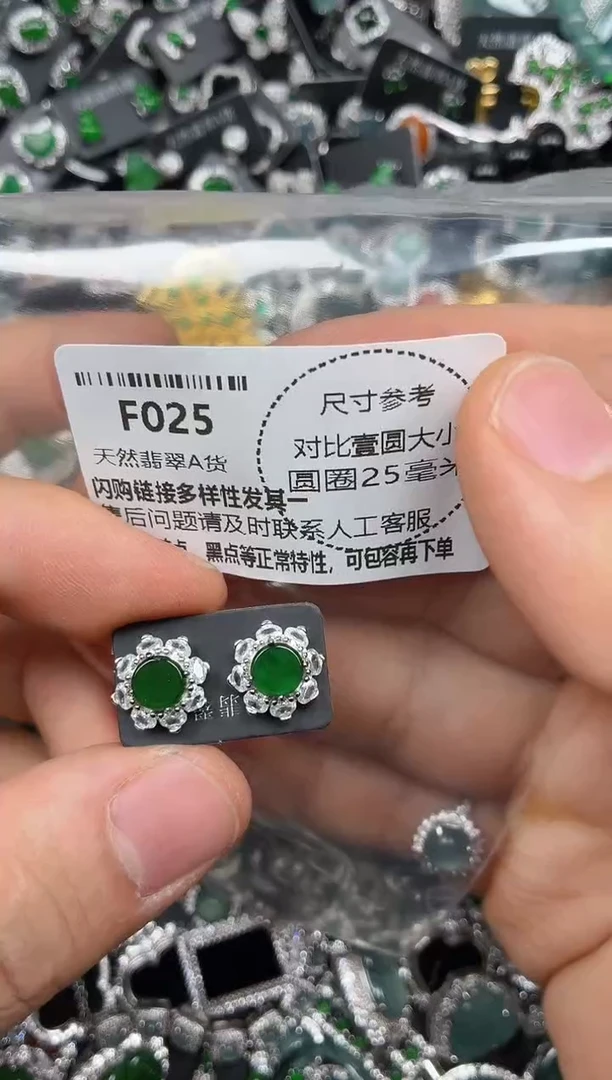 F025
天然翡翠A货
闪购链接多样性发其一
售后问题请及时联系人工客服
点、黑点等正常特性，可包容再下单
尺寸参考
对比壹圆大小
圆圈25毫米
翡翠